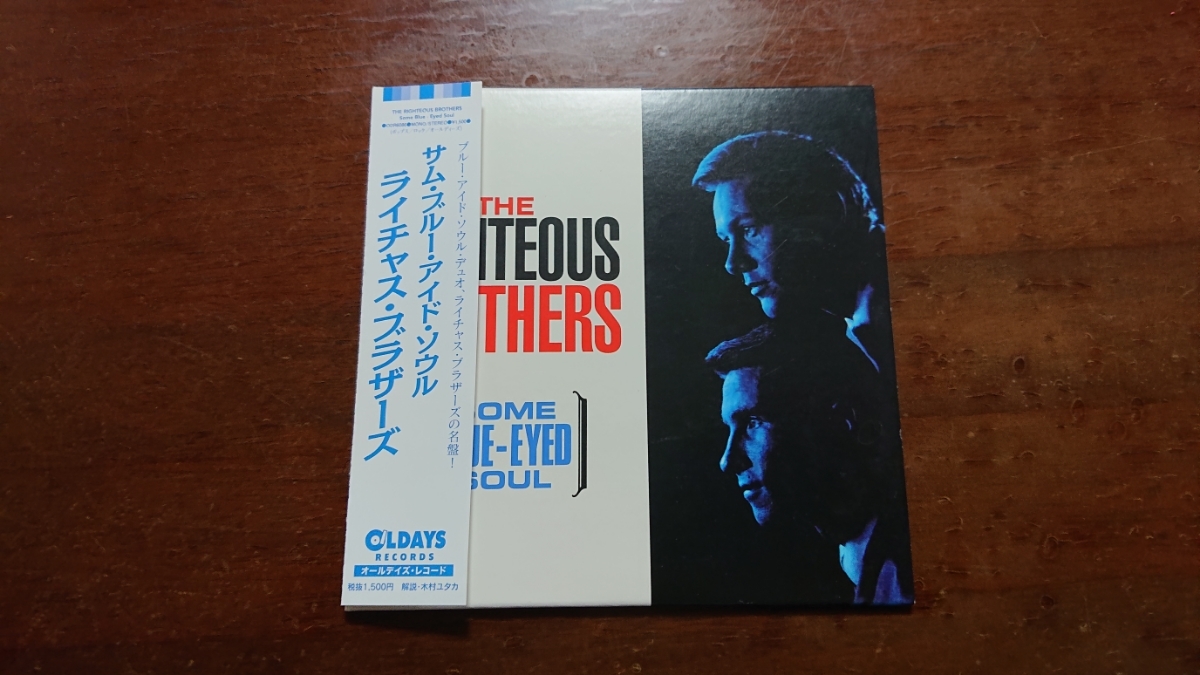 THE RIGHTEOUS BROTHERS
Some Blue - Eyed Soul
ブルー・アイド・ソウル・デュオ、ライチャス・ブラザーズの名盤!
サム・ブルー・アイド・ソウル
ライチャス・ブラザーズ
OLDAYS
RECORDS
オールデイズ・レコード
税抜1,500円 解説・木村ユタカ
THE
ITEOUS
THERS
OME
UE-EYED
SOUL